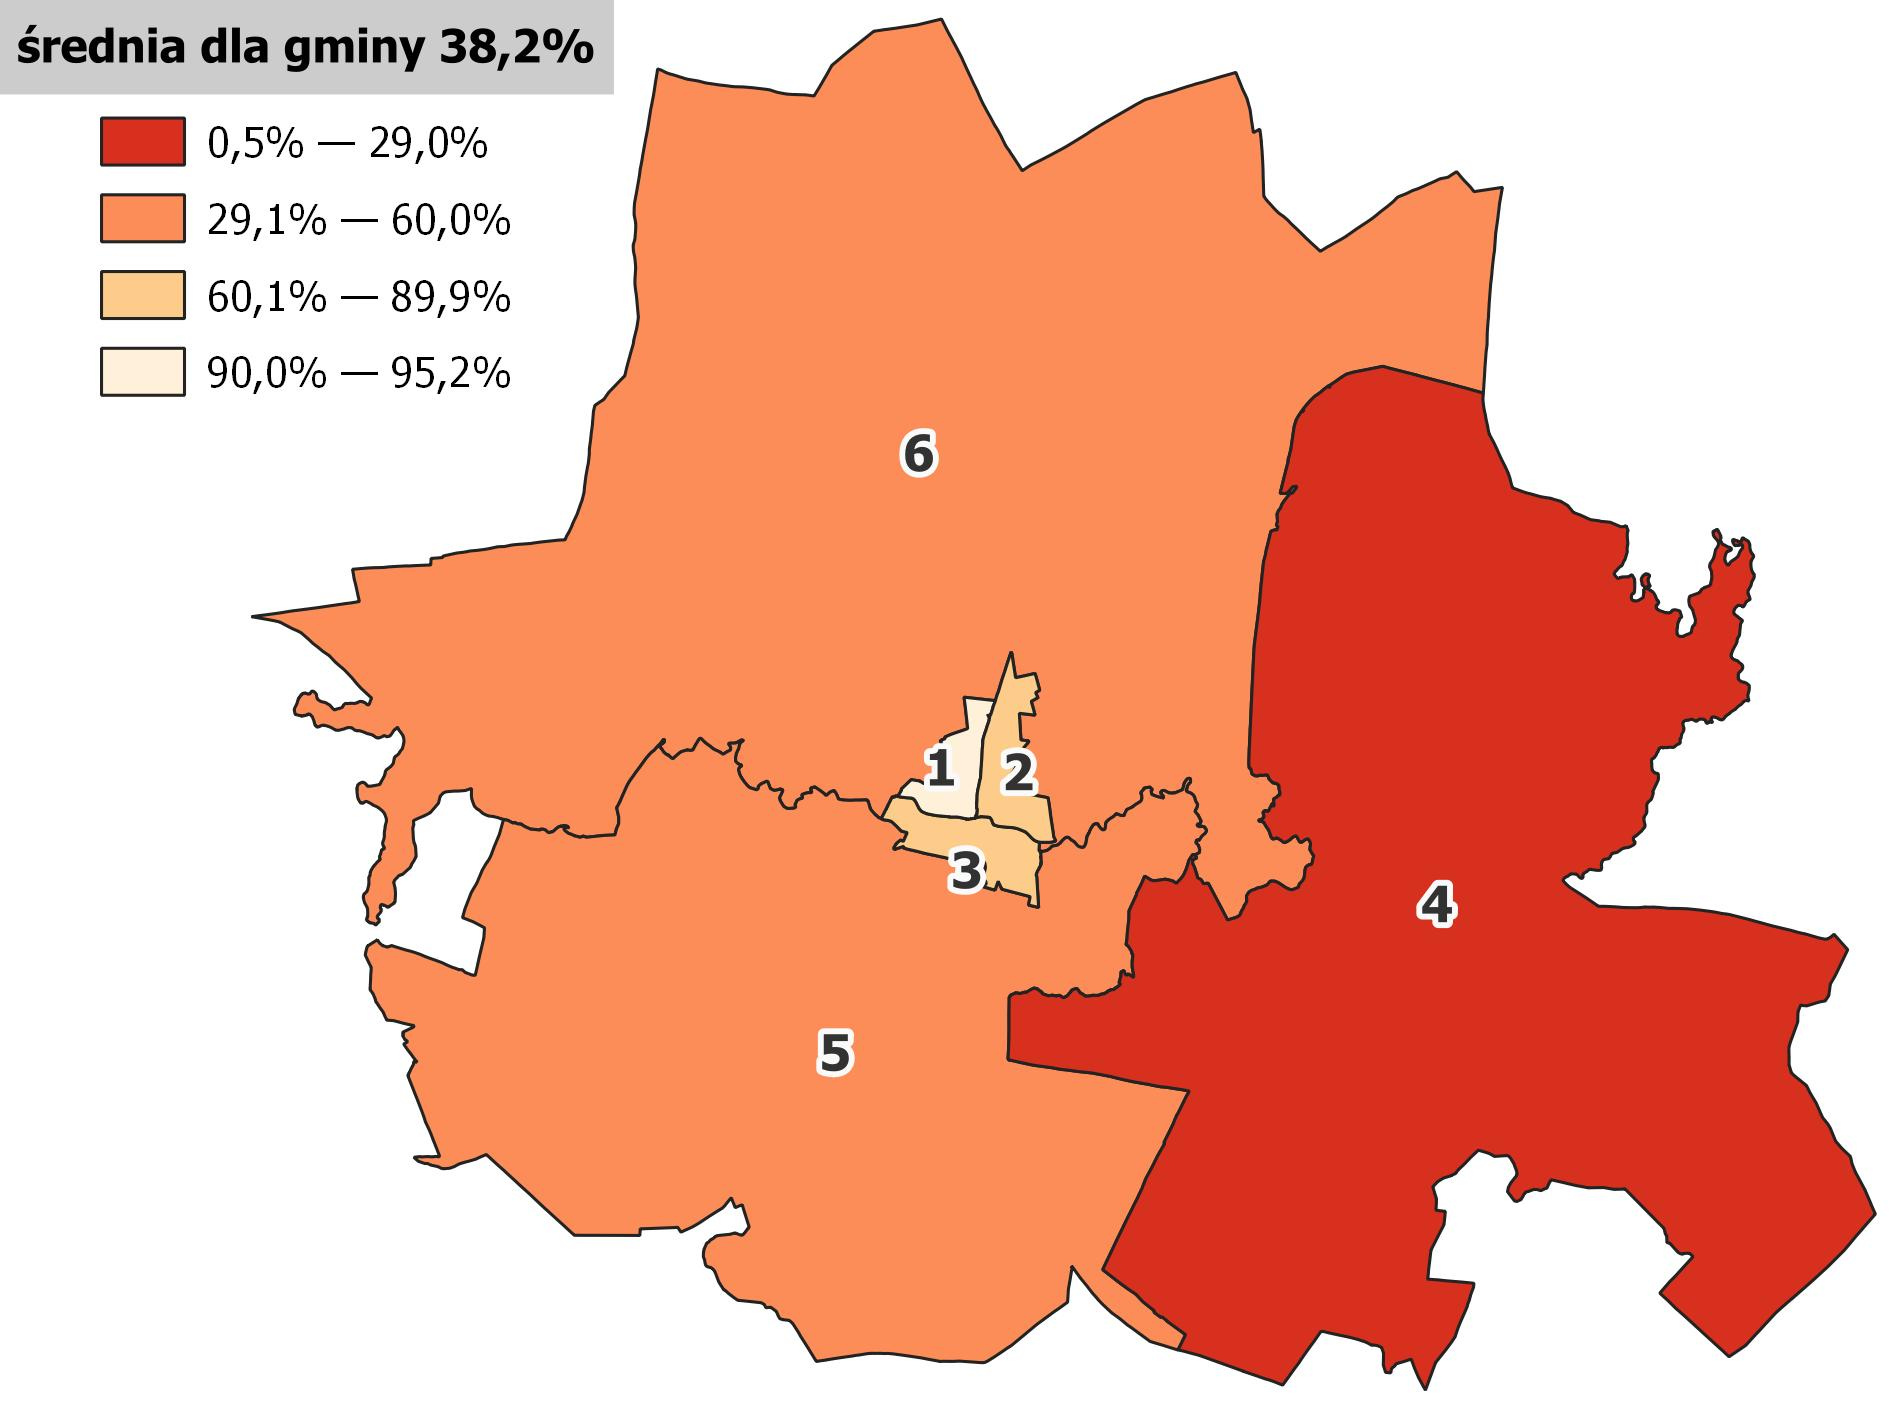 średnia dla gminy 38,2%
0,5% — 29,0%
29,1% — 60,0%
60,1% — 89,9%
90,0% — 95,2%
6
1
2
3
4
5